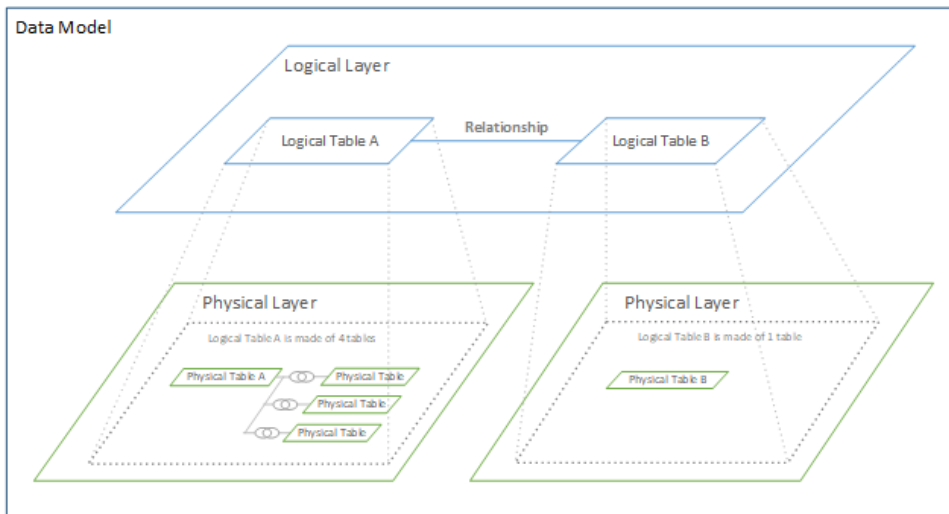 Data Model
Logical Layer
Logical Table A
Relationship
Logical Table B
Physical Layer
Logical Table A is made of 4 tables
Physical Table A
Physical Table
Physical Table
Physical Table
Physical Layer
Logical Table B is made of 1 table
Physical Table B